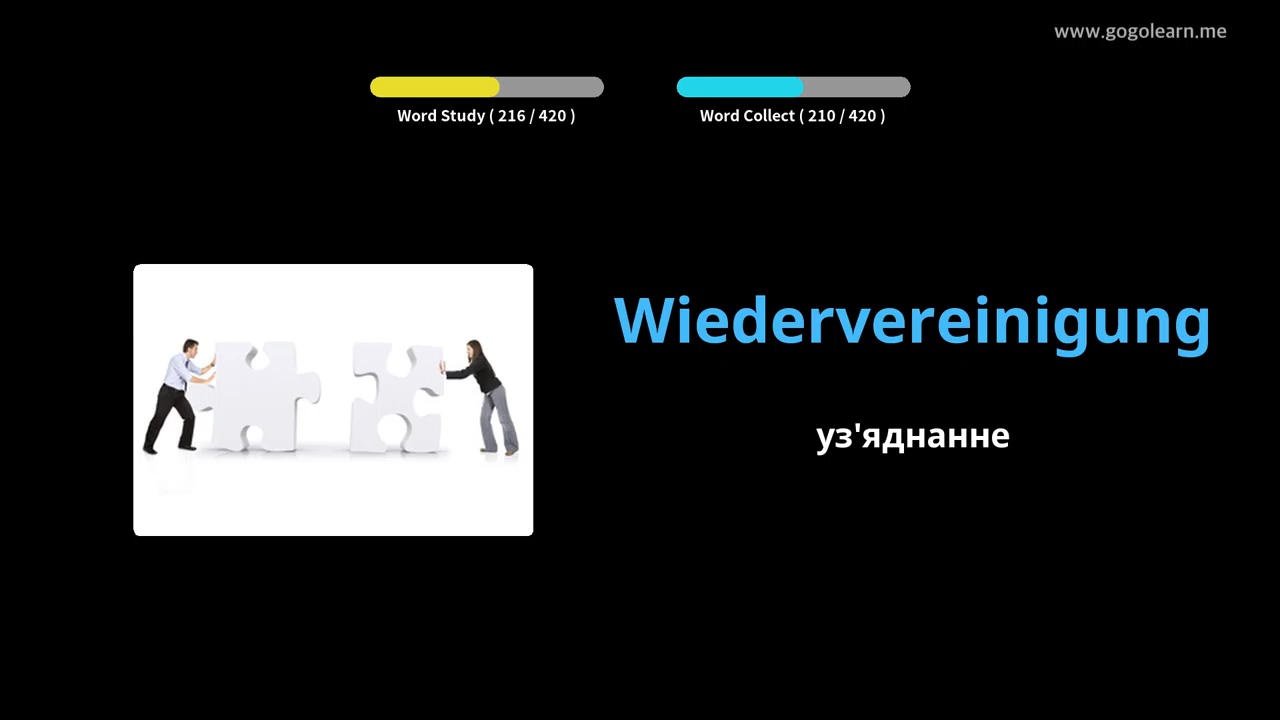 www.gogolearn.me
Word Study ( 216 / 420 )
Word Collect ( 210 / 420 )
Wiedervereinigung
уз'яднанне